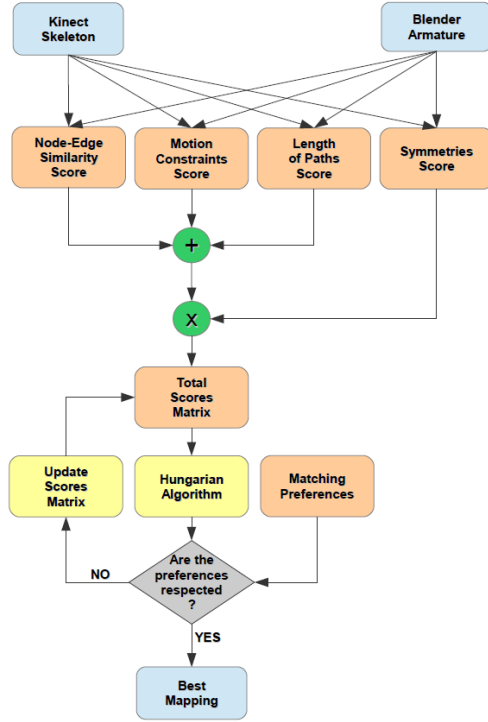 Kinect
Skeleton
Blender
Armature
Node-Edge
Similarity
Score
Motion
Constraints
Score
Length
of Paths
Score
Symmetries
Score
+
x
Total
Scores
Matrix
Update
Scores
Matrix
Hungarian
Algorithm
Matching
Preferences
Are the
preferences
respected
?
NO
YES
Best
Mapping